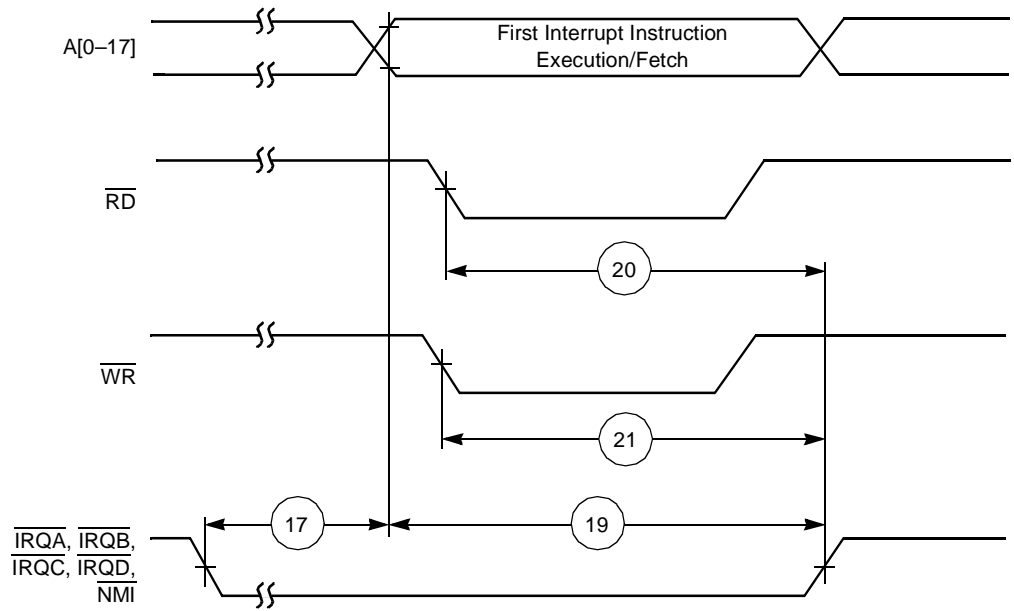 A[0–17]
First Interrupt Instruction
Execution/Fetch
RD
20
WR
21
17
19
IRQA, IRQB,
IRQC, IRQD,
NMI